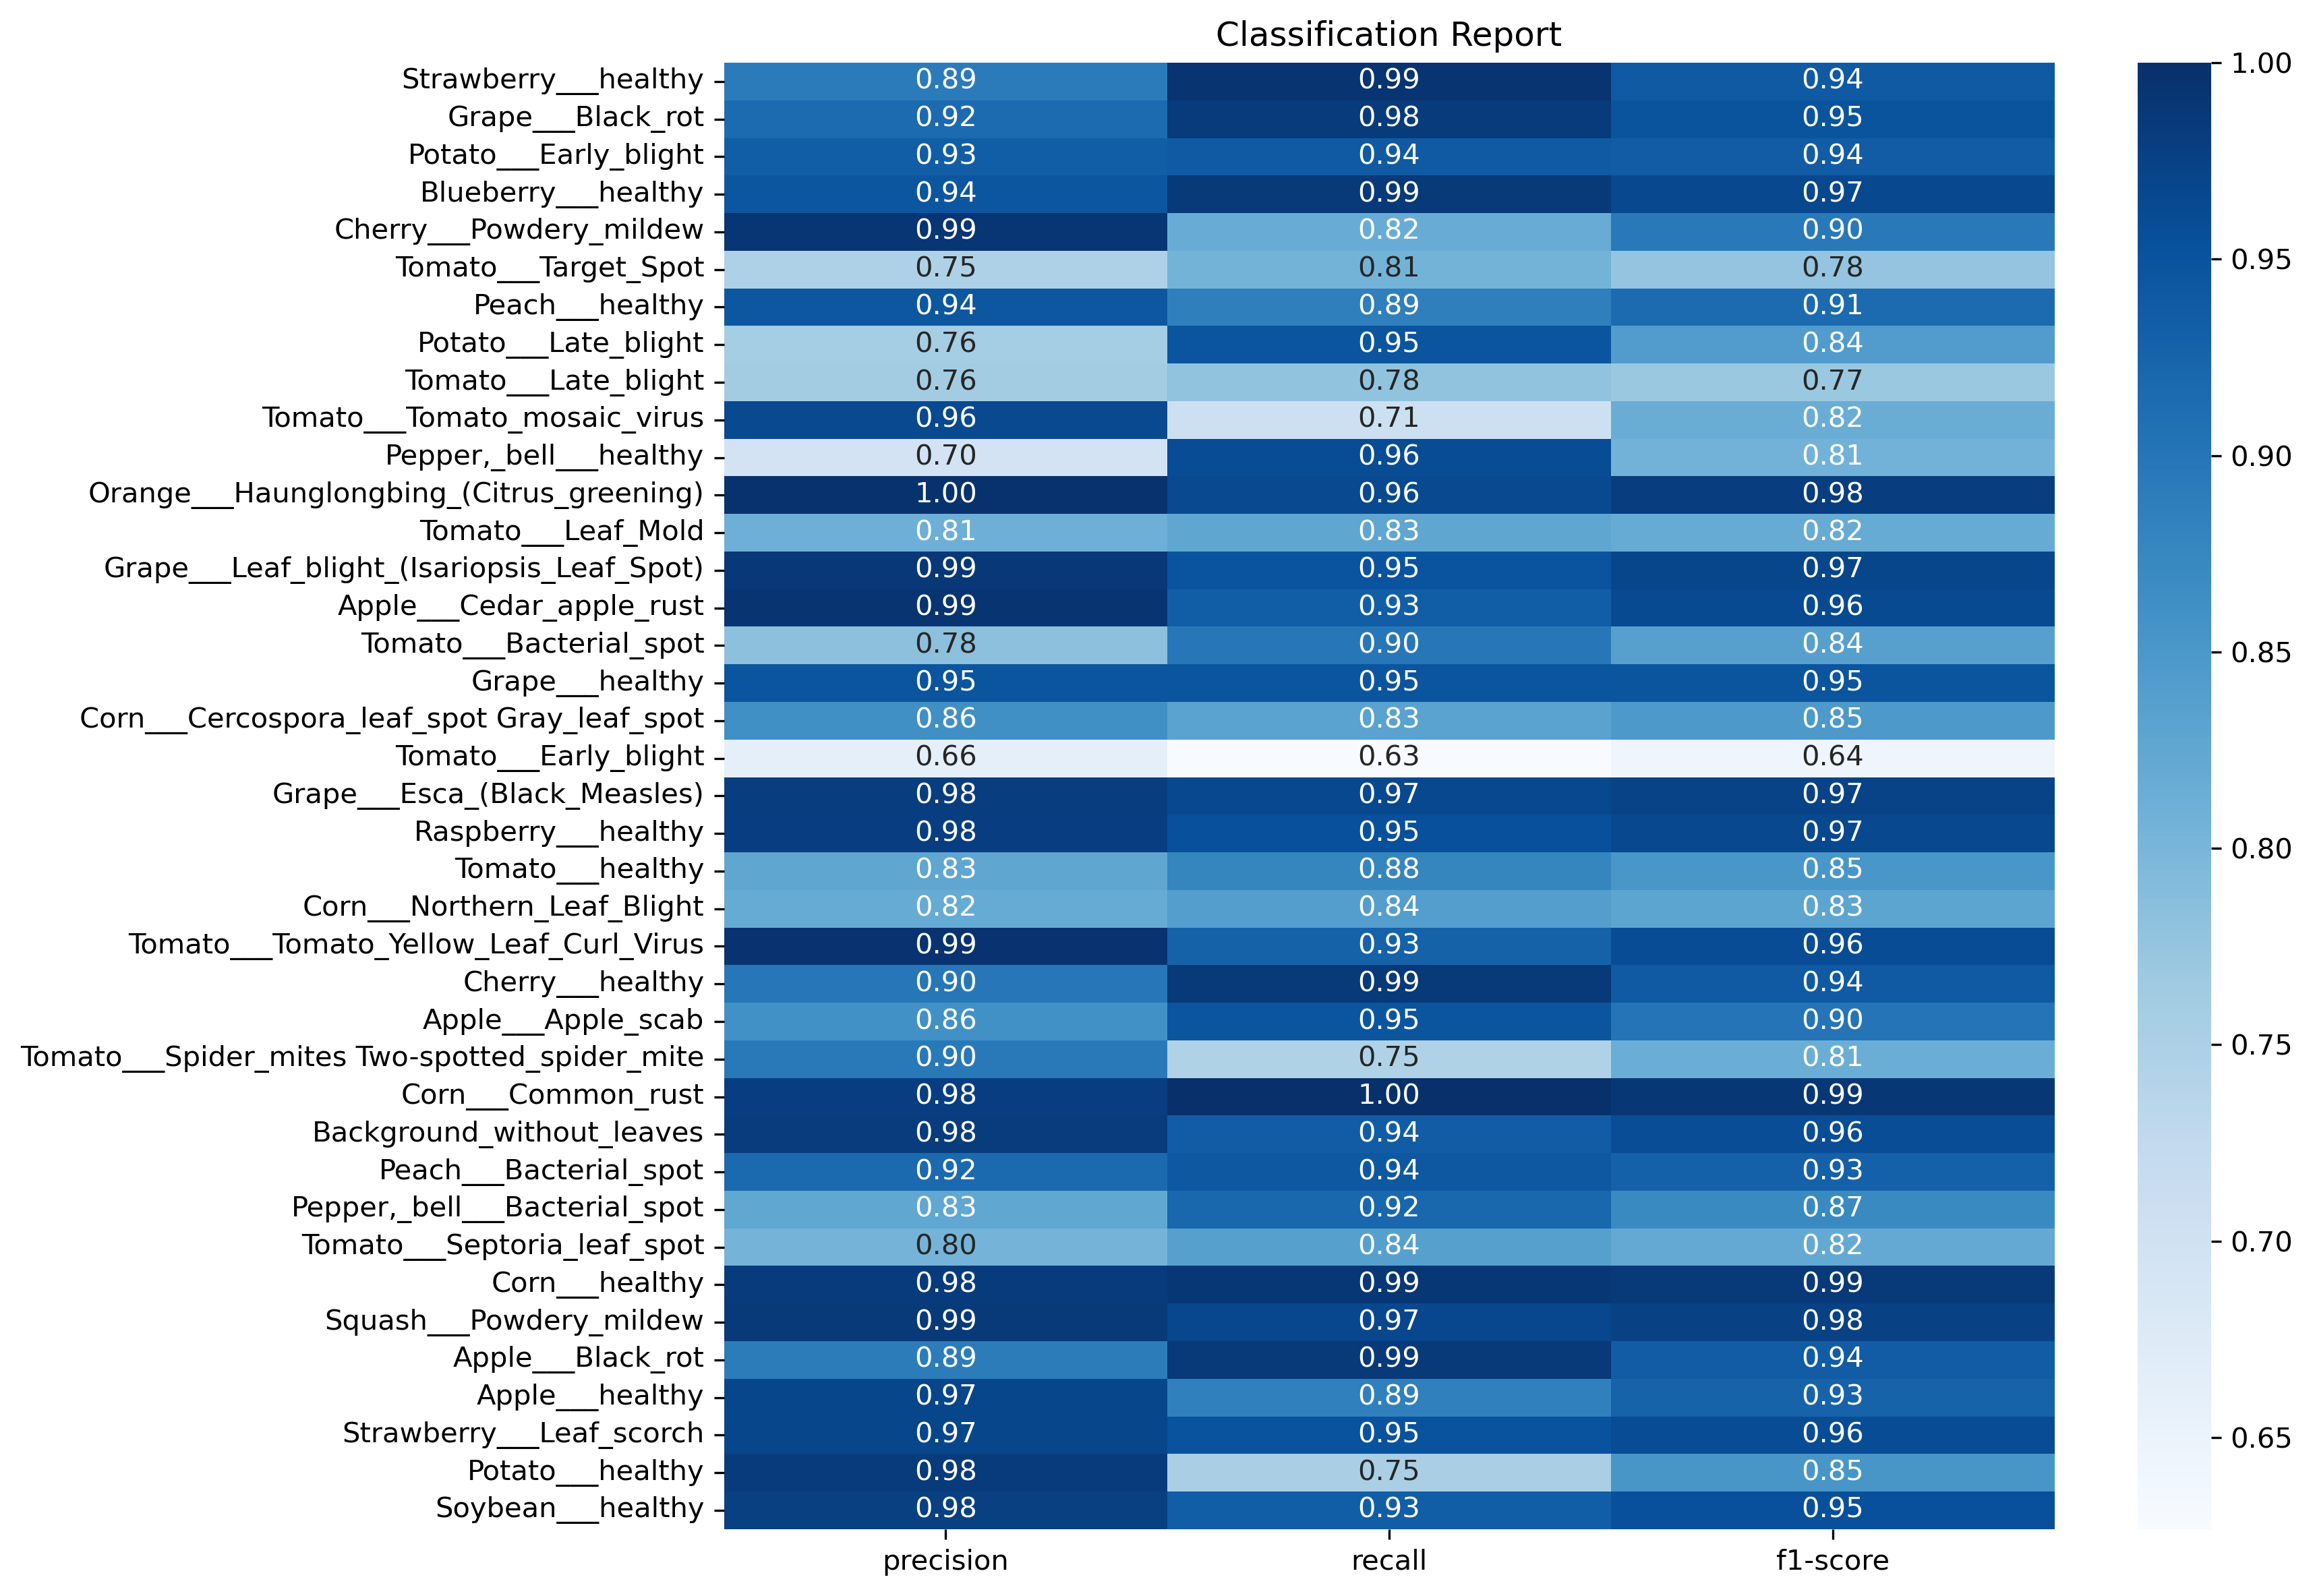 Classification Report
Strawberry___healthy 0.89 0.99 0.94
Grape___Black_rot 0.92 0.98 0.95
Potato___Early_blight 0.93 0.94 0.94
Blueberry___healthy 0.94 0.99 0.97
Cherry___Powdery_mildew 0.99 0.82 0.90
Tomato___Target_Spot 0.75 0.81 0.78
Peach___healthy 0.94 0.89 0.91
Potato___Late_blight 0.76 0.95 0.84
Tomato___Late_blight 0.76 0.78 0.77
Tomato___Tomato_mosaic_virus 0.96 0.71 0.82
Pepper,_bell___healthy 0.70 0.96 0.81
Orange___Haunglongbing_(Citrus_greening) 1.00 0.96 0.98
Tomato___Leaf_Mold 0.81 0.83 0.82
Grape___Leaf_blight_(Isariopsis_Leaf_Spot) 0.99 0.95 0.97
Apple___Cedar_apple_rust 0.99 0.93 0.96
Tomato___Bacterial_spot 0.78 0.90 0.84
Grape___healthy 0.95 0.95 0.95
Corn___Cercospora_leaf_spot Gray_leaf_spot 0.86 0.83 0.85
Tomato___Early_blight 0.66 0.63 0.64
Grape___Esca_(Black_Measles) 0.98 0.97 0.97
Raspberry___healthy 0.98 0.95 0.97
Tomato___healthy 0.83 0.88 0.85
Corn___Northern_Leaf_Blight 0.82 0.84 0.83
Tomato___Tomato_Yellow_Leaf_Curl_Virus 0.99 0.93 0.96
Cherry___healthy 0.90 0.99 0.94
Apple___Apple_scab 0.86 0.95 0.90
Tomato___Spider_mites Two-spotted_spider_mite 0.90 0.75 0.81
Corn___Common_rust 0.98 1.00 0.99
Background_without_leaves 0.98 0.94 0.96
Peach___Bacterial_spot 0.92 0.94 0.93
Pepper,_bell___Bacterial_spot 0.83 0.92 0.87
Tomato___Septoria_leaf_spot 0.80 0.84 0.82
Corn___healthy 0.98 0.99 0.99
Squash___Powdery_mildew 0.99 0.97 0.98
Apple___Black_rot 0.89 0.99 0.94
Apple___healthy 0.97 0.89 0.93
Strawberry___Leaf_scorch 0.97 0.95 0.96
Potato___healthy 0.98 0.75 0.85
Soybean___healthy 0.98 0.93 0.95
precision recall f1-score
1.00
0.95
0.90
0.85
0.80
0.75
0.70
0.65